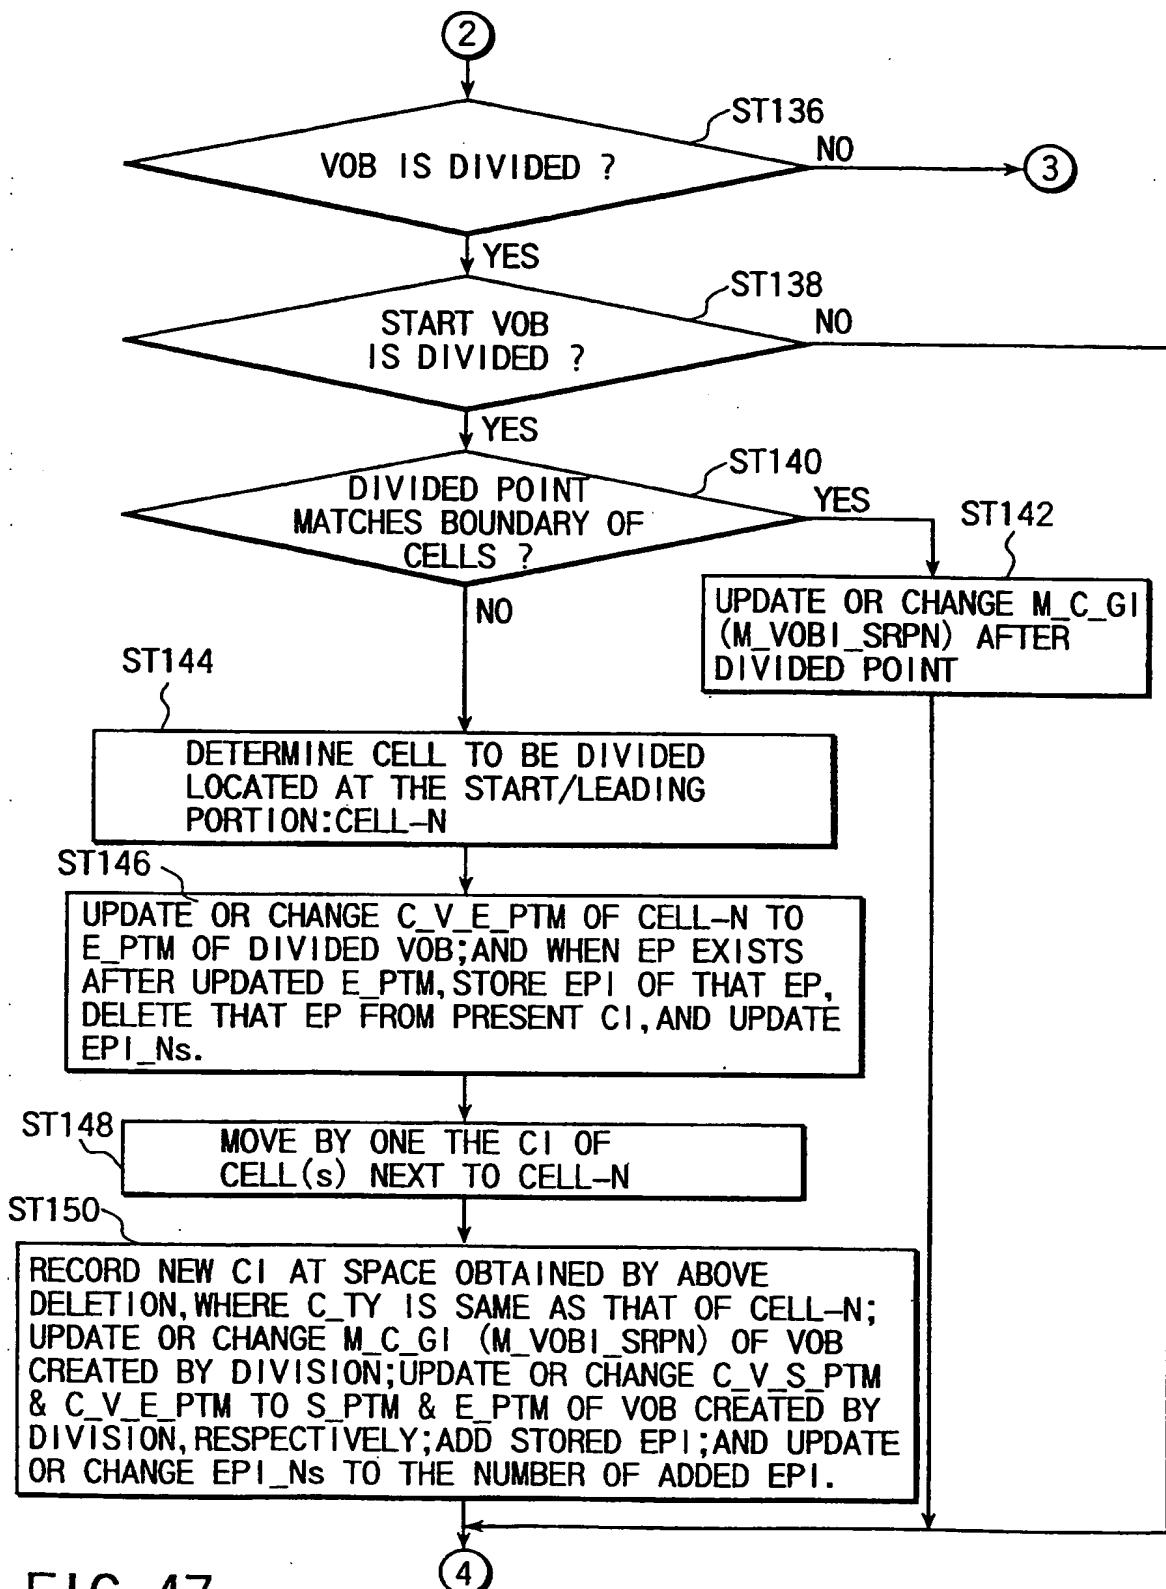 2
ST136
VOB IS DIVIDED ?
NO
3
YES
ST138
START VOB
IS DIVIDED ?
NO
YES
ST140
DIVIDED POINT
MATCHES BOUNDARY OF
CELLS ?
YES
ST142
NO
UPDATE OR CHANGE M_C_GI
(M_VOBI_SRPN) AFTER
DIVIDED POINT
ST144
DETERMINE CELL TO BE DIVIDED
LOCATED AT THE START/LEADING
PORTION:CELL-N
ST146
UPDATE OR CHANGE C_V_E_PTM OF CELL-N TO
E_PTM OF DIVIDED VOB;AND WHEN EP EXISTS
AFTER UPDATED E_PTM,STORE EPI OF THAT EP,
DELETE THAT EP FROM PRESENT CI,AND UPDATE
EPI_Ns.
ST148
MOVE BY ONE THE CI OF
CELL(s) NEXT TO CELL-N
ST150
RECORD NEW CI AT SPACE OBTAINED BY ABOVE
DELETION,WHERE C_TY IS SAME AS THAT OF CELL-N;
UPDATE OR CHANGE M_C_GI (M_VOBI_SRPN) OF VOB
CREATED BY DIVISION;UPDATE OR CHANGE C_V_S_PTM
& C_V_E_PTM TO S_PTM & E_PTM OF VOB CREATED BY
DIVISION,RESPECTIVELY;ADD STORED EPI;AND UPDATE
OR CHANGE EPI_Ns TO THE NUMBER OF ADDED EPI.
4
FIG. 47